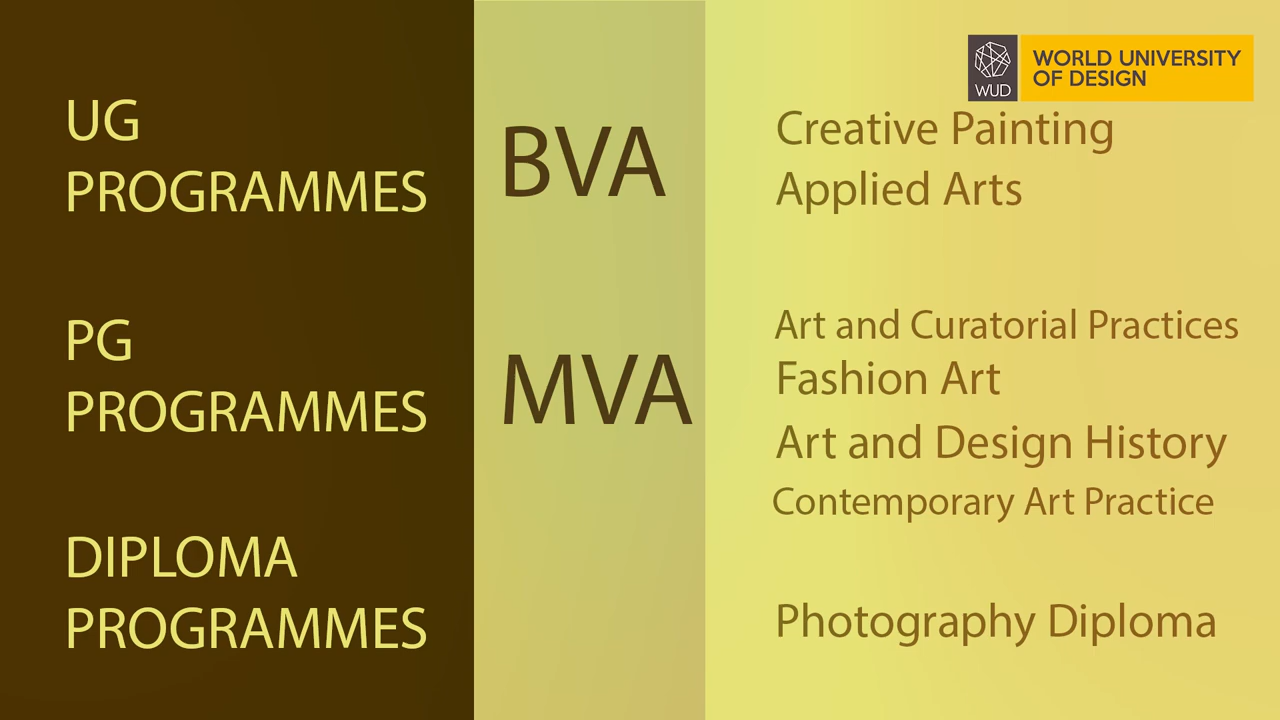 WUD
WORLD UNIVERSITY
OF DESIGN
UG
PROGRAMMES
BVA
Creative Painting
Applied Arts
PG
PROGRAMMES
MVA
Art and Curatorial Practices
Fashion Art
Art and Design History
Contemporary Art Practice
DIPLOMA
PROGRAMMES
Photography Diploma